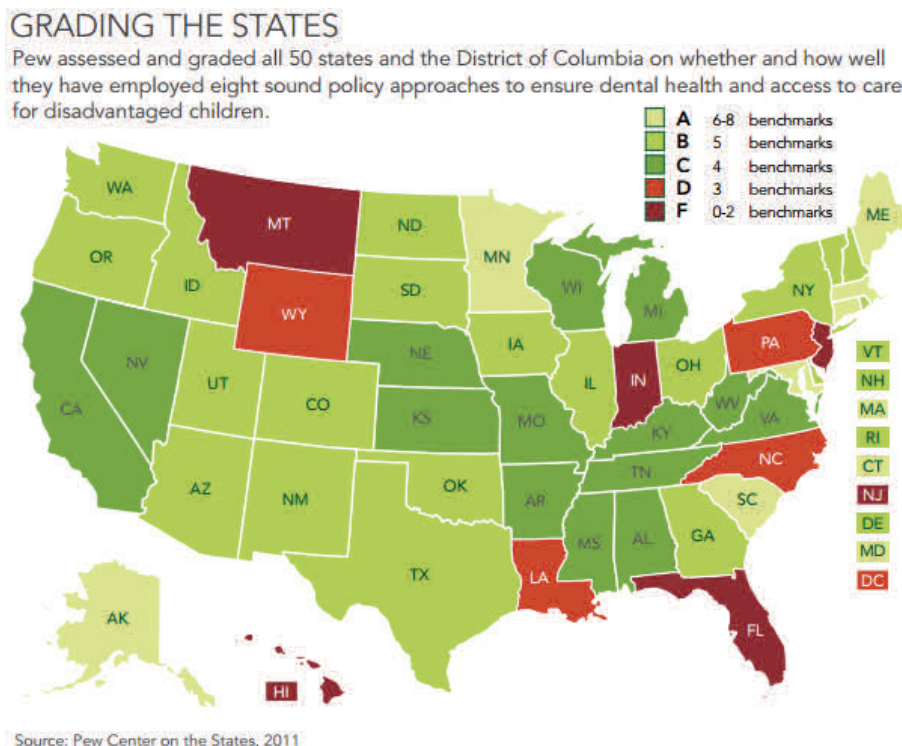 GRADING THE STATES
Pew assessed and graded all 50 states and the District of Columbia on whether and how well
they have employed eight sound policy approaches to ensure dental health and access to care
for disadvantaged children.
A 6-8 benchmarks
B 5 benchmarks
C 4 benchmarks
D 3 benchmarks
F 0-2 benchmarks
WA
MT
ND
MN
ME
OR
ID
SD
WI
MI
NY
WY
IA
PA
NV
UT
CO
NE
KS
IL
IN
OH
WV
VA
CA
MO
KY
AZ
NM
OK
AR
TN
NC
SC
TX
LA
MS
AL
GA
AK
FL
HI
VT
NH
MA
RI
CT
NJ
DE
MD
DC
Source: Pew Center on the States, 2011